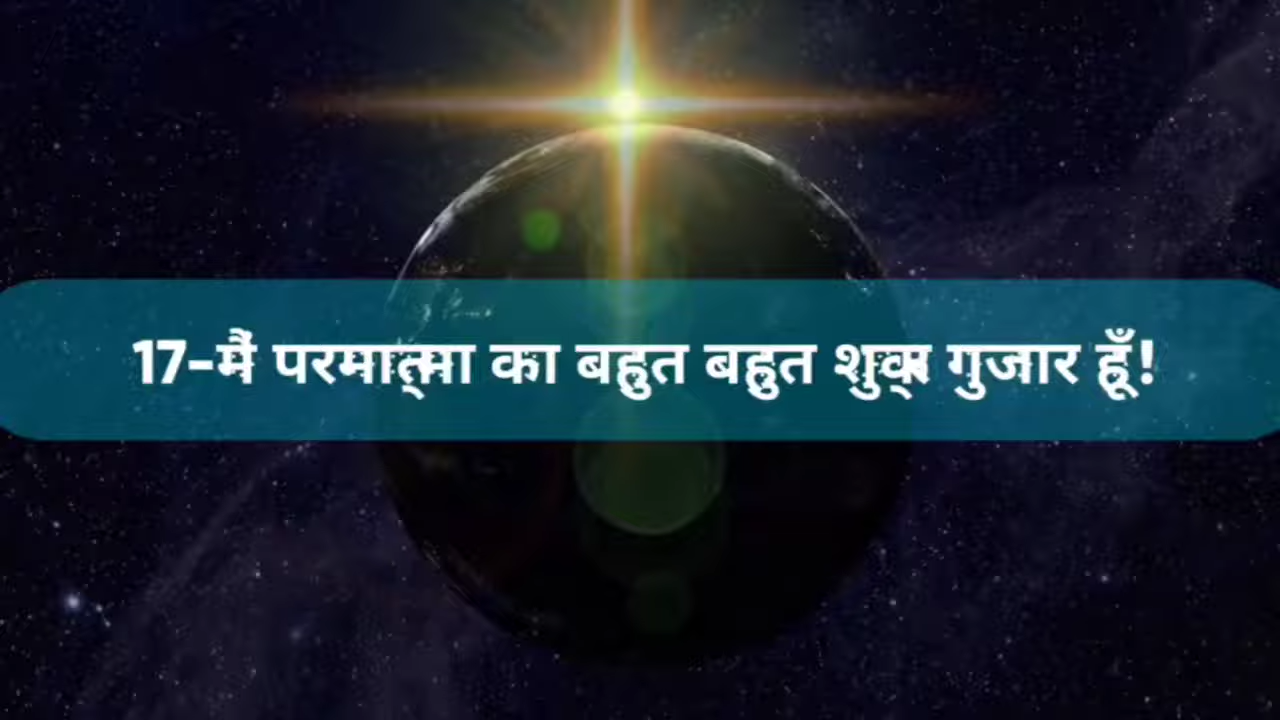 17-मैं परमात्मा का बहुत बहुत शुक्र गुजार हूँ!